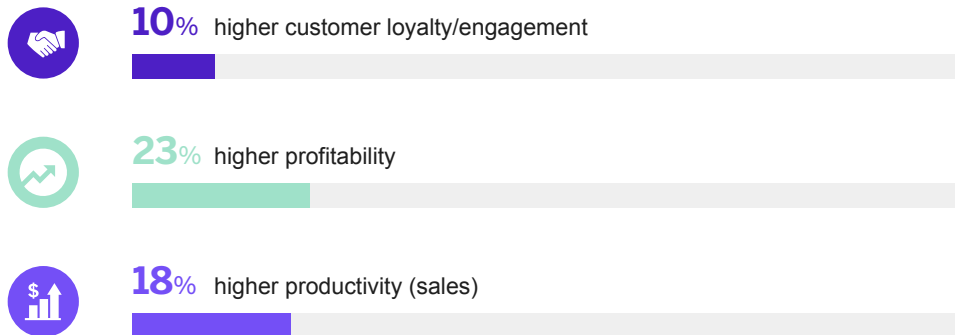 10% higher customer loyalty/engagement
23% higher profitability
18% higher productivity (sales)
$